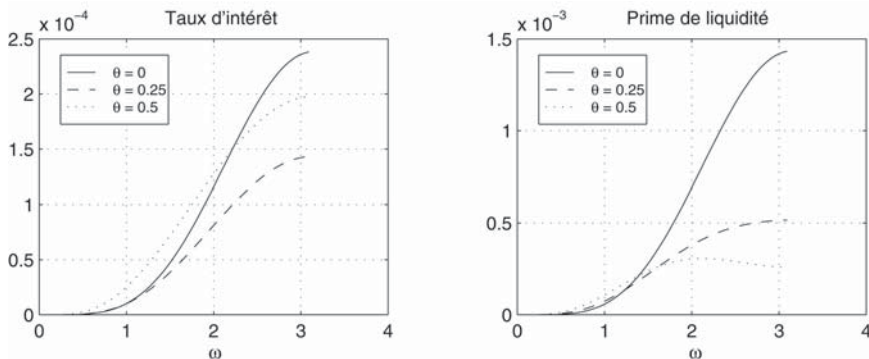 Taux d'intérêt
x 10⁻⁴
2.5
2
1.5
1
0.5
0
θ = 0
θ = 0.25
θ = 0.5
0 1 2 3 4
ω
Prime de liquidité
x 10⁻³
1.5
1
0.5
0
θ = 0
θ = 0.25
θ = 0.5
0 1 2 3 4
ω